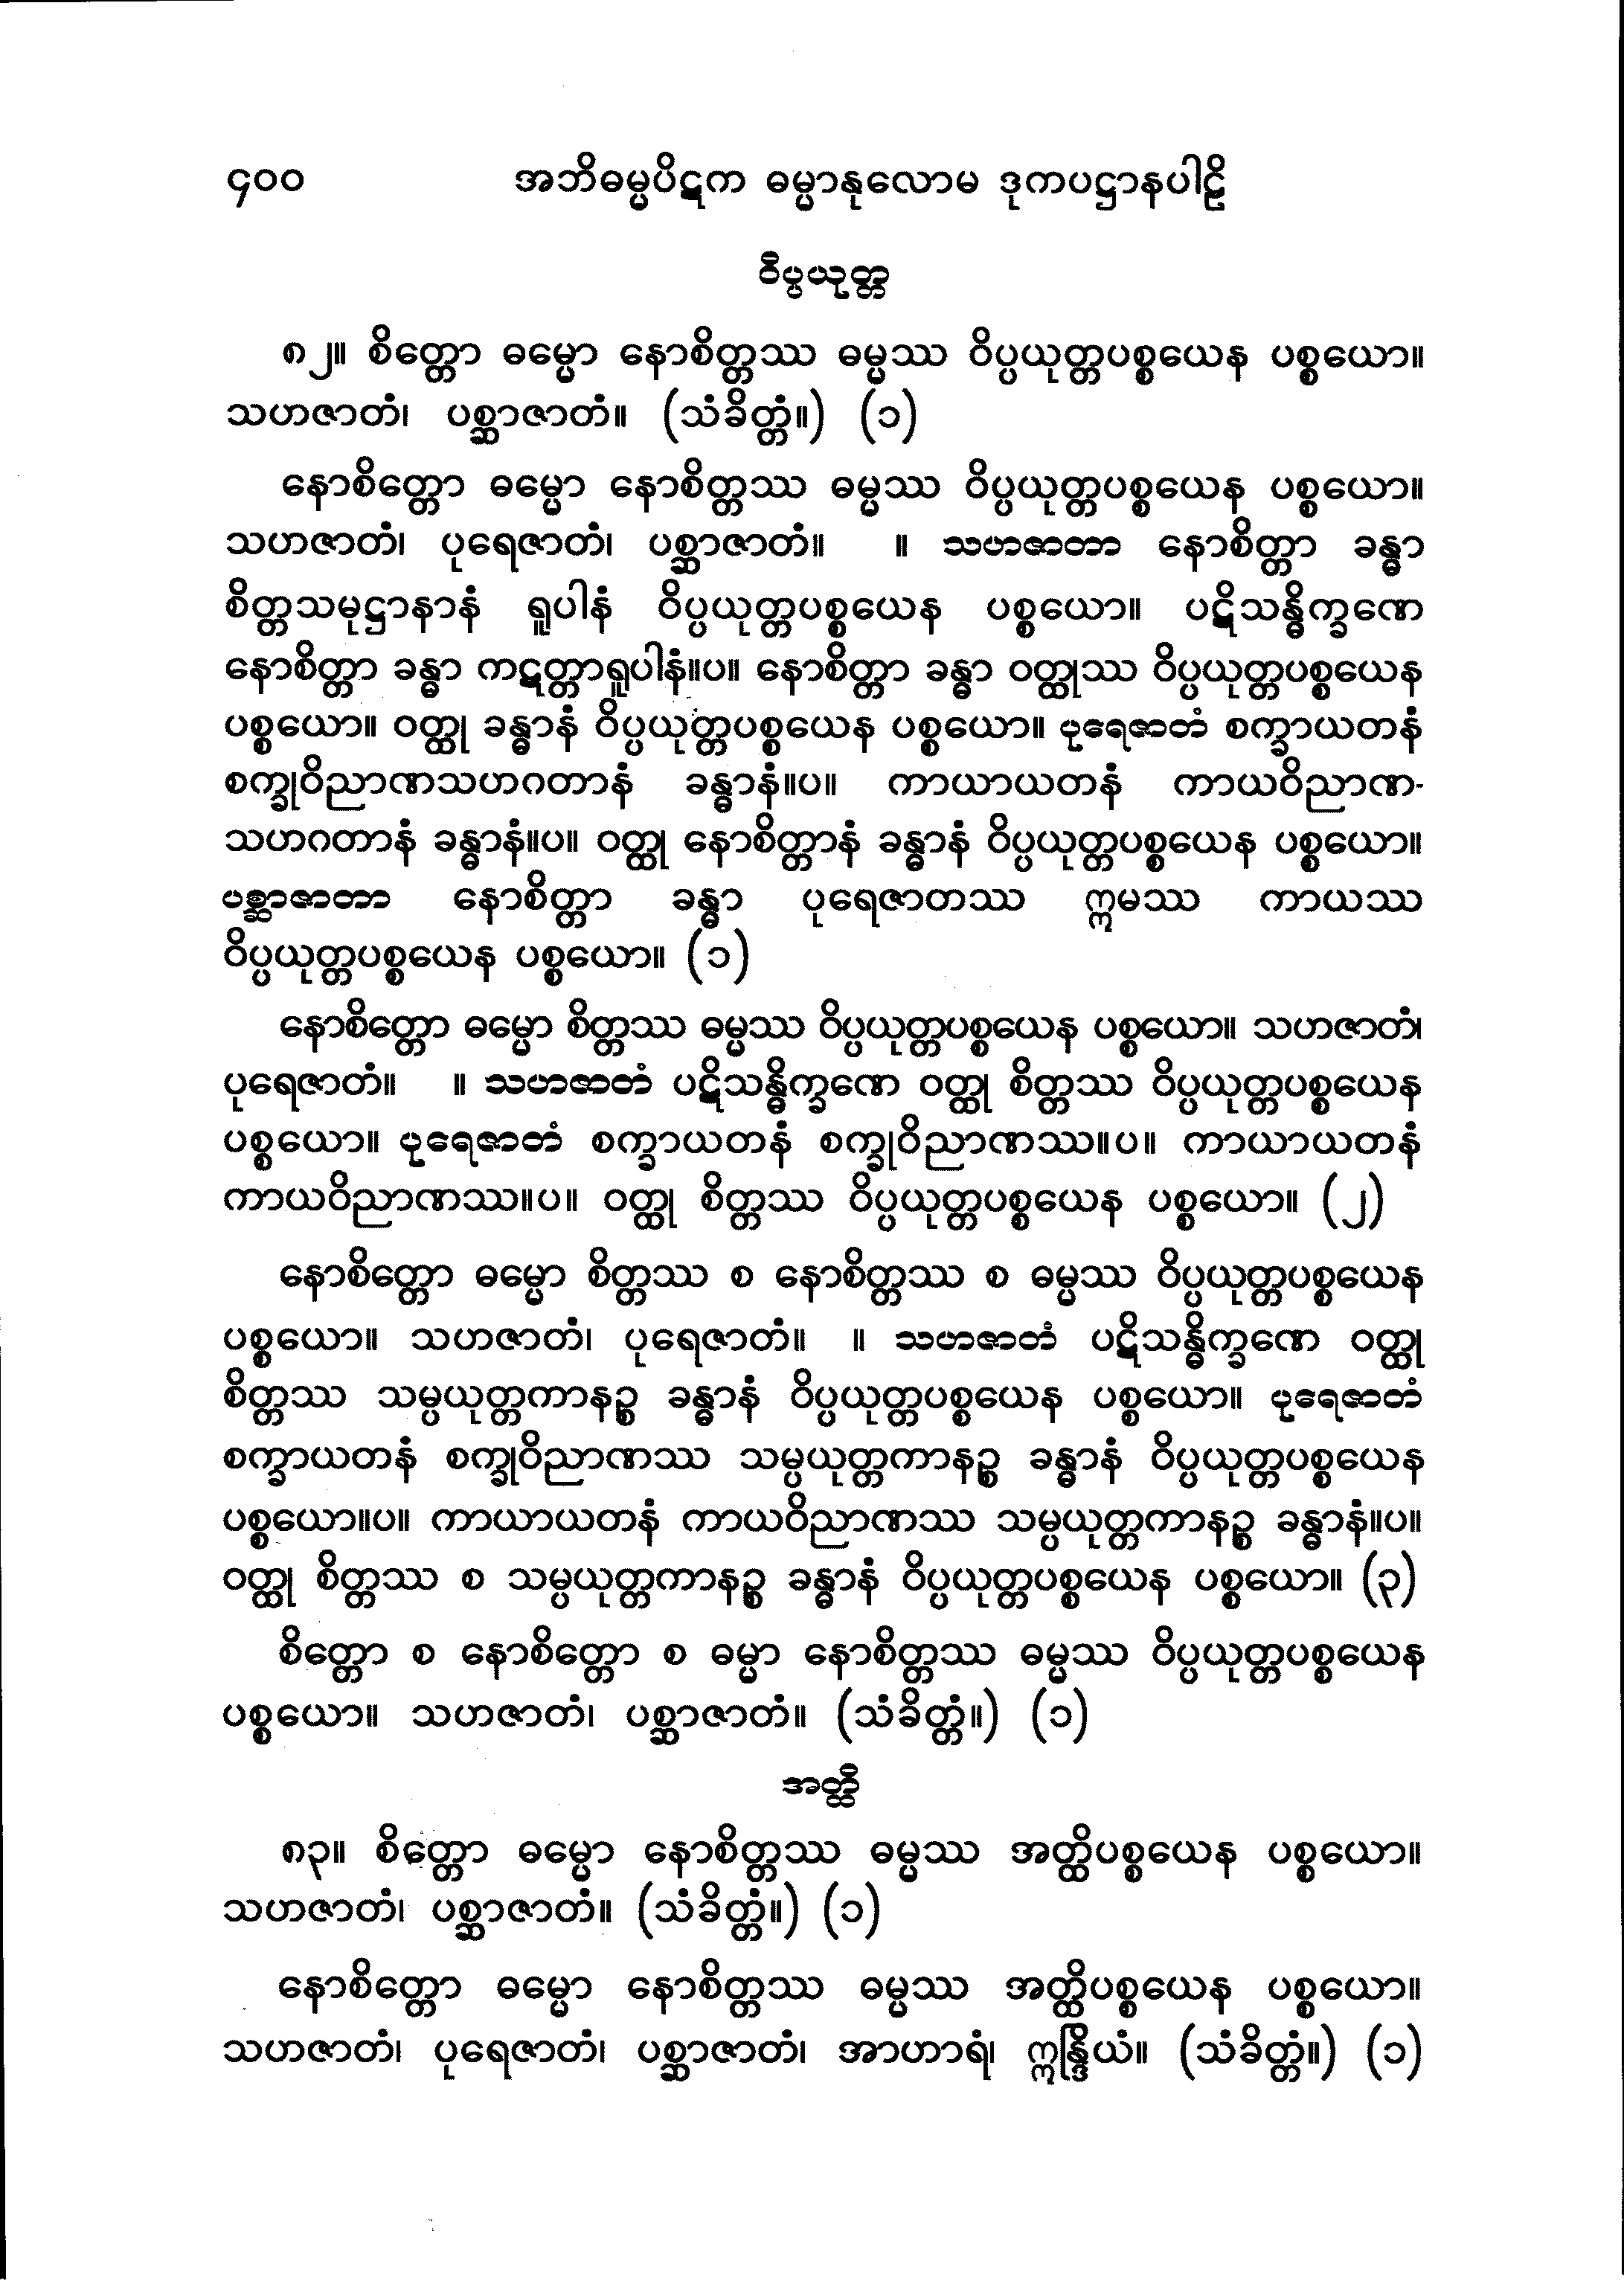 ၄၀၀ အဘိဓမ္မပိဋက ဓမ္မာနုလောမ ဒုကပဋ္ဌာနပါဠိ
ဝိပ္ပယုတ္တ
၈၂။ စိတ္တော ဓမ္မော နောစိတ္တဿ ဓမ္မဿ ဝိပ္ပယုတ္တပစ္စယေန ပစ္စယော။
သဟဇာတံ၊ ပစ္ဆာဇာတံ။ (သံခိတ္တံ။) (၁)
နောစိတ္တော ဓမ္မော နောစိတ္တဿ ဓမ္မဿ ဝိပ္ပယုတ္တပစ္စယေန ပစ္စယော။
သဟဇာတံ၊ ပုရေဇာတံ၊ ပစ္ဆာဇာတံ။ ။ သဟဇာတာ နောစိတ္တာ ခန္ဓာ
စိတ္တသမုဋ္ဌာနာနံ ရူပါနံ ဝိပ္ပယုတ္တပစ္စယေန ပစ္စယော။ ပဋိသန္ဓိက္ခဏေ
နောစိတ္တာ ခန္ဓာ ကဋတ္တာရူပါနံ။ပ။ နောစိတ္တာ ခန္ဓာ ဝတ္ထုဿ ဝိပ္ပယုတ္တပစ္စယေန
ပစ္စယော။ ဝတ္ထု ခန္ဓာနံ ဝိပ္ပယုတ္တပစ္စယေန ပစ္စယော။ ပုရေဇာတံ စက္ခာယတနံ
စက္ခုဝိညာဏသဟဂတာနံ ခန္ဓာနံ။ပ။ ကာယာယတနံ ကာယဝိညာဏ-
သဟဂတာနံ ခန္ဓာနံ။ပ။ ဝတ္ထု နောစိတ္တာနံ ခန္ဓာနံ ဝိပ္ပယုတ္တပစ္စယေန ပစ္စယော။
ပစ္ဆာဇာတာ နောစိတ္တာ ခန္ဓာ ပုရေဇာတဿ ဣမဿ ကာယဿ
ဝိပ္ပယုတ္တပစ္စယေန ပစ္စယော။ (၁)
နောစိတ္တော ဓမ္မော စိတ္တဿ ဓမ္မဿ ဝိပ္ပယုတ္တပစ္စယေန ပစ္စယော။ သဟဇာတံ၊
ပုရေဇာတံ။ ။ သဟဇာတံ ပဋိသန္ဓိက္ခဏေ ဝတ္ထု စိတ္တဿ ဝိပ္ပယုတ္တပစ္စယေန
ပစ္စယော။ ပုရေဇာတံ စက္ခာယတနံ စက္ခုဝိညာဏဿ။ပ။ ကာယာယတနံ
ကာယဝိညာဏဿ။ပ။ ဝတ္ထု စိတ္တဿ ဝိပ္ပယုတ္တပစ္စယေန ပစ္စယော။ (၂)
နောစိတ္တော ဓမ္မော စိတ္တဿ စ နောစိတ္တဿ စ ဓမ္မဿ ဝိပ္ပယုတ္တပစ္စယေန
ပစ္စယော။ သဟဇာတံ၊ ပုရေဇာတံ။ ။ သဟဇာတံ ပဋိသန္ဓိက္ခဏေ ဝတ္ထု
စိတ္တဿ သမ္ပယုတ္တကာနဉ္စ ခန္ဓာနံ ဝိပ္ပယုတ္တပစ္စယေန ပစ္စယော။ ပုရေဇာတံ
စက္ခာယတနံ စက္ခုဝိညာဏဿ သမ္ပယုတ္တကာနဉ္စ ခန္ဓာနံ ဝိပ္ပယုတ္တပစ္စယေန
ပစ္စယော။ပ။ ကာယာယတနံ ကာယဝိညာဏဿ သမ္ပယုတ္တကာနဉ္စ ခန္ဓာနံ။ပ။
ဝတ္ထု စိတ္တဿ စ သမ္ပယုတ္တကာနဉ္စ ခန္ဓာနံ ဝိပ္ပယုတ္တပစ္စယေန ပစ္စယော။ (၃)
စိတ္တော စ နောစိတ္တော စ ဓမ္မာ နောစိတ္တဿ ဓမ္မဿ ဝိပ္ပယုတ္တပစ္စယေန
ပစ္စယော။ သဟဇာတံ၊ ပစ္ဆာဇာတံ။ (သံခိတ္တံ။) (၁)
အတ္ထိ
၈၃။ စိတ္တော ဓမ္မော နောစိတ္တဿ ဓမ္မဿ အတ္ထိပစ္စယေန ပစ္စယော။
သဟဇာတံ၊ ပစ္ဆာဇာတံ။ (သံခိတ္တံ။) (၁)
နောစိတ္တော ဓမ္မော နောစိတ္တဿ ဓမ္မဿ အတ္ထိပစ္စယေန ပစ္စယော။
သဟဇာတံ၊ ပုရေဇာတံ၊ ပစ္ဆာဇာတံ၊ အာဟာရံ၊ ဣန္ဒြိယံ။ (သံခိတ္တံ။) (၁)